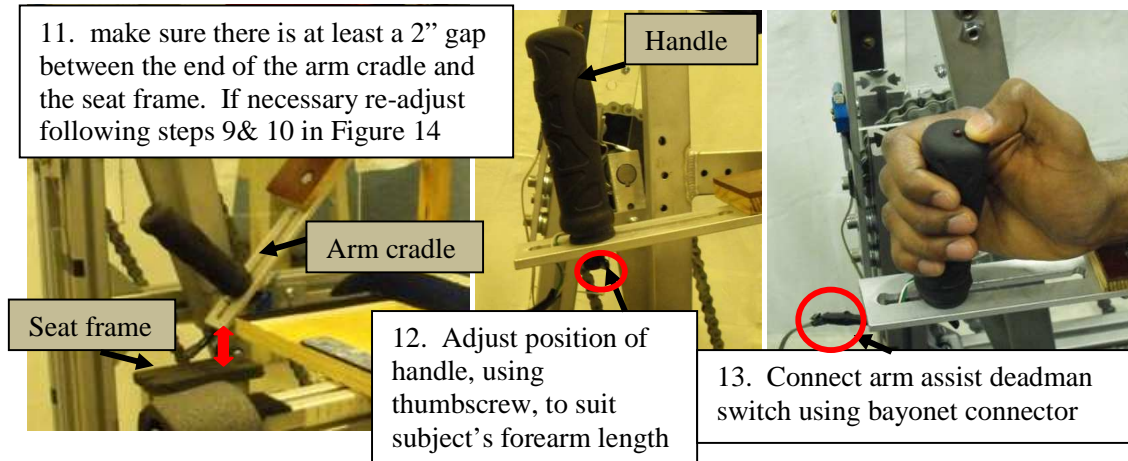 11. make sure there is at least a 2” gap
between the end of the arm cradle and
the seat frame. If necessary re-adjust
following steps 9& 10 in Figure 14
Handle
Arm cradle
Seat frame
12. Adjust position of
handle, using
thumbscrew, to suit
subject’s forearm length
13. Connect arm assist deadman
switch using bayonet connector